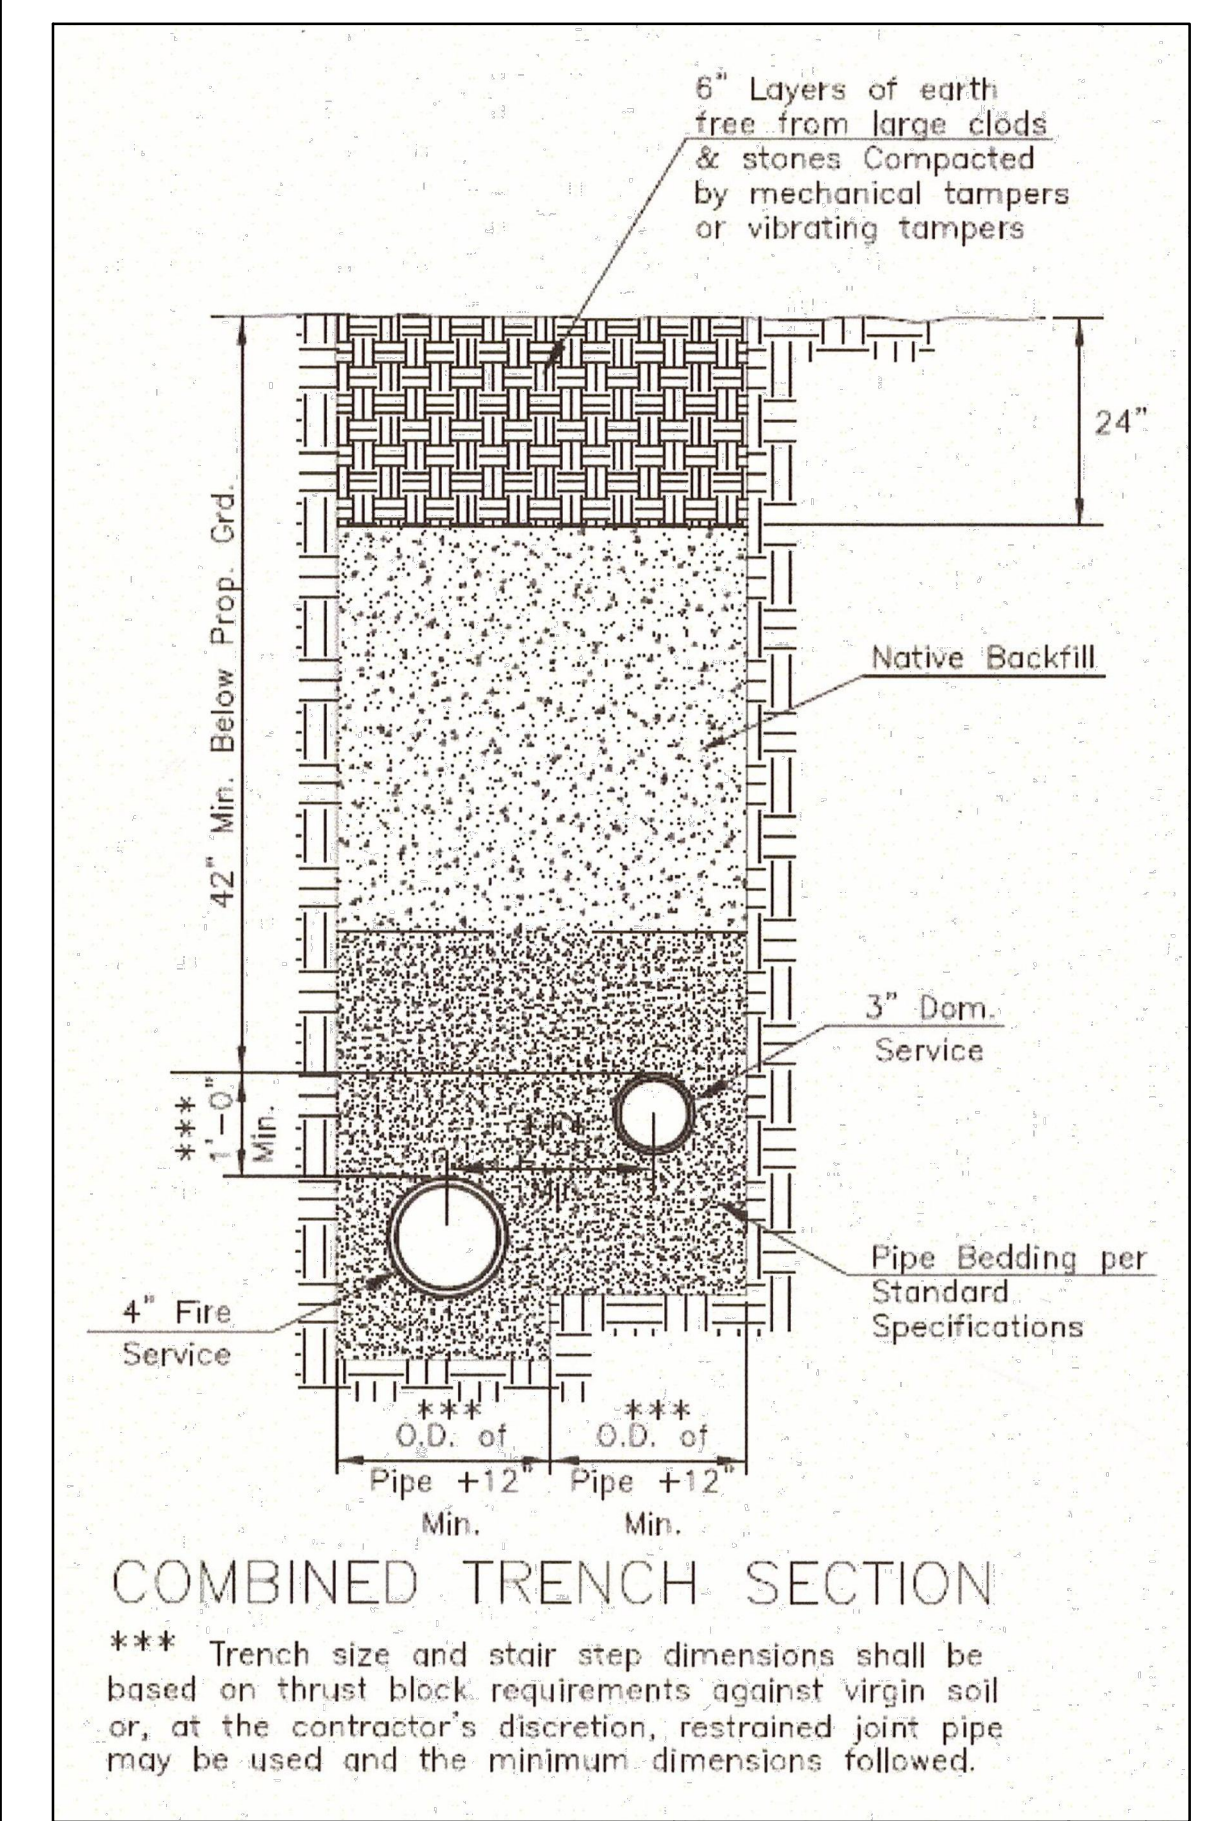 6" Layers of earth
free from large clods
& stones Compacted
by mechanical tampers
or vibrating tampers
24"
42" Min. Below Prop. Grd.
Native Backfill
3" Dom.
Service
***
1'-0"
Min.
4" Fire
Service
Pipe Bedding per
Standard
Specifications
***
O.D. of
Pipe +12"
Min.
***
O.D. of
Pipe +12"
Min.
COMBINED TRENCH SECTION
*** Trench size and stair step dimensions shall be
based on thrust block requirements against virgin soil
or, at the contractor's discretion, restrained joint pipe
may be used and the minimum dimensions followed.